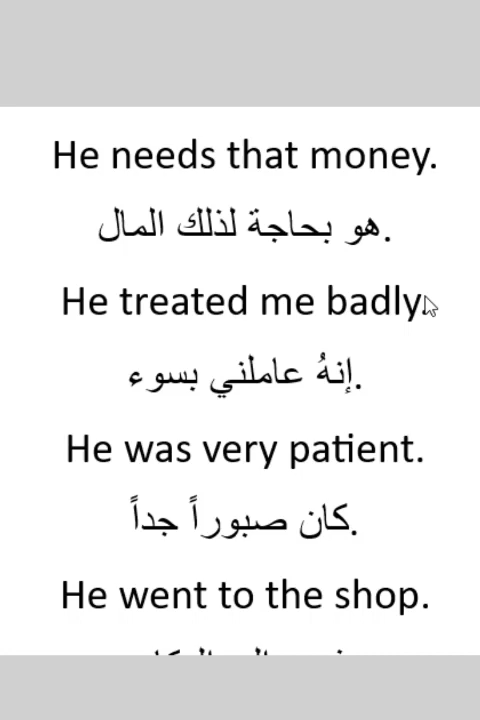 He needs that money.
هو بحاجة لذلك المال.
He treated me badly.
إنهُ عاملني بسوء.
He was very patient.
كان صبوراً جداً.
He went to the shop.